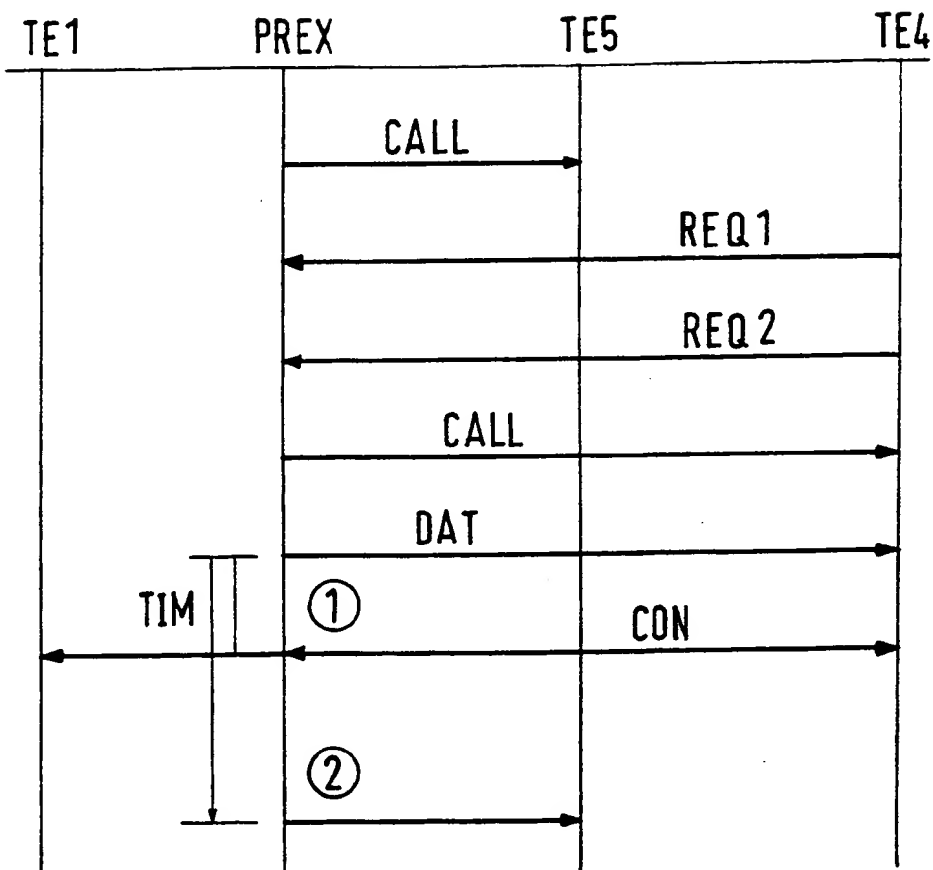 TE1 PREX TE5 TE4
CALL
REQ1
REQ2
CALL
DAT
TIM
1
CON
2